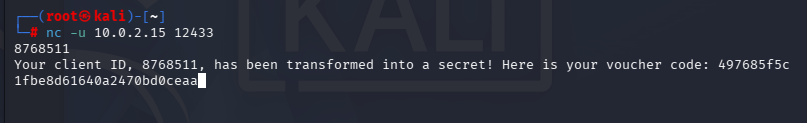 ┌──(root㉿kali)-[~]
└─# nc -u 10.0.2.15 12433
8768511
Your client ID, 8768511, has been transformed into a secret! Here is your voucher code: 497685f5c
1fbe8d61640a2470bd0ceaa
KALI